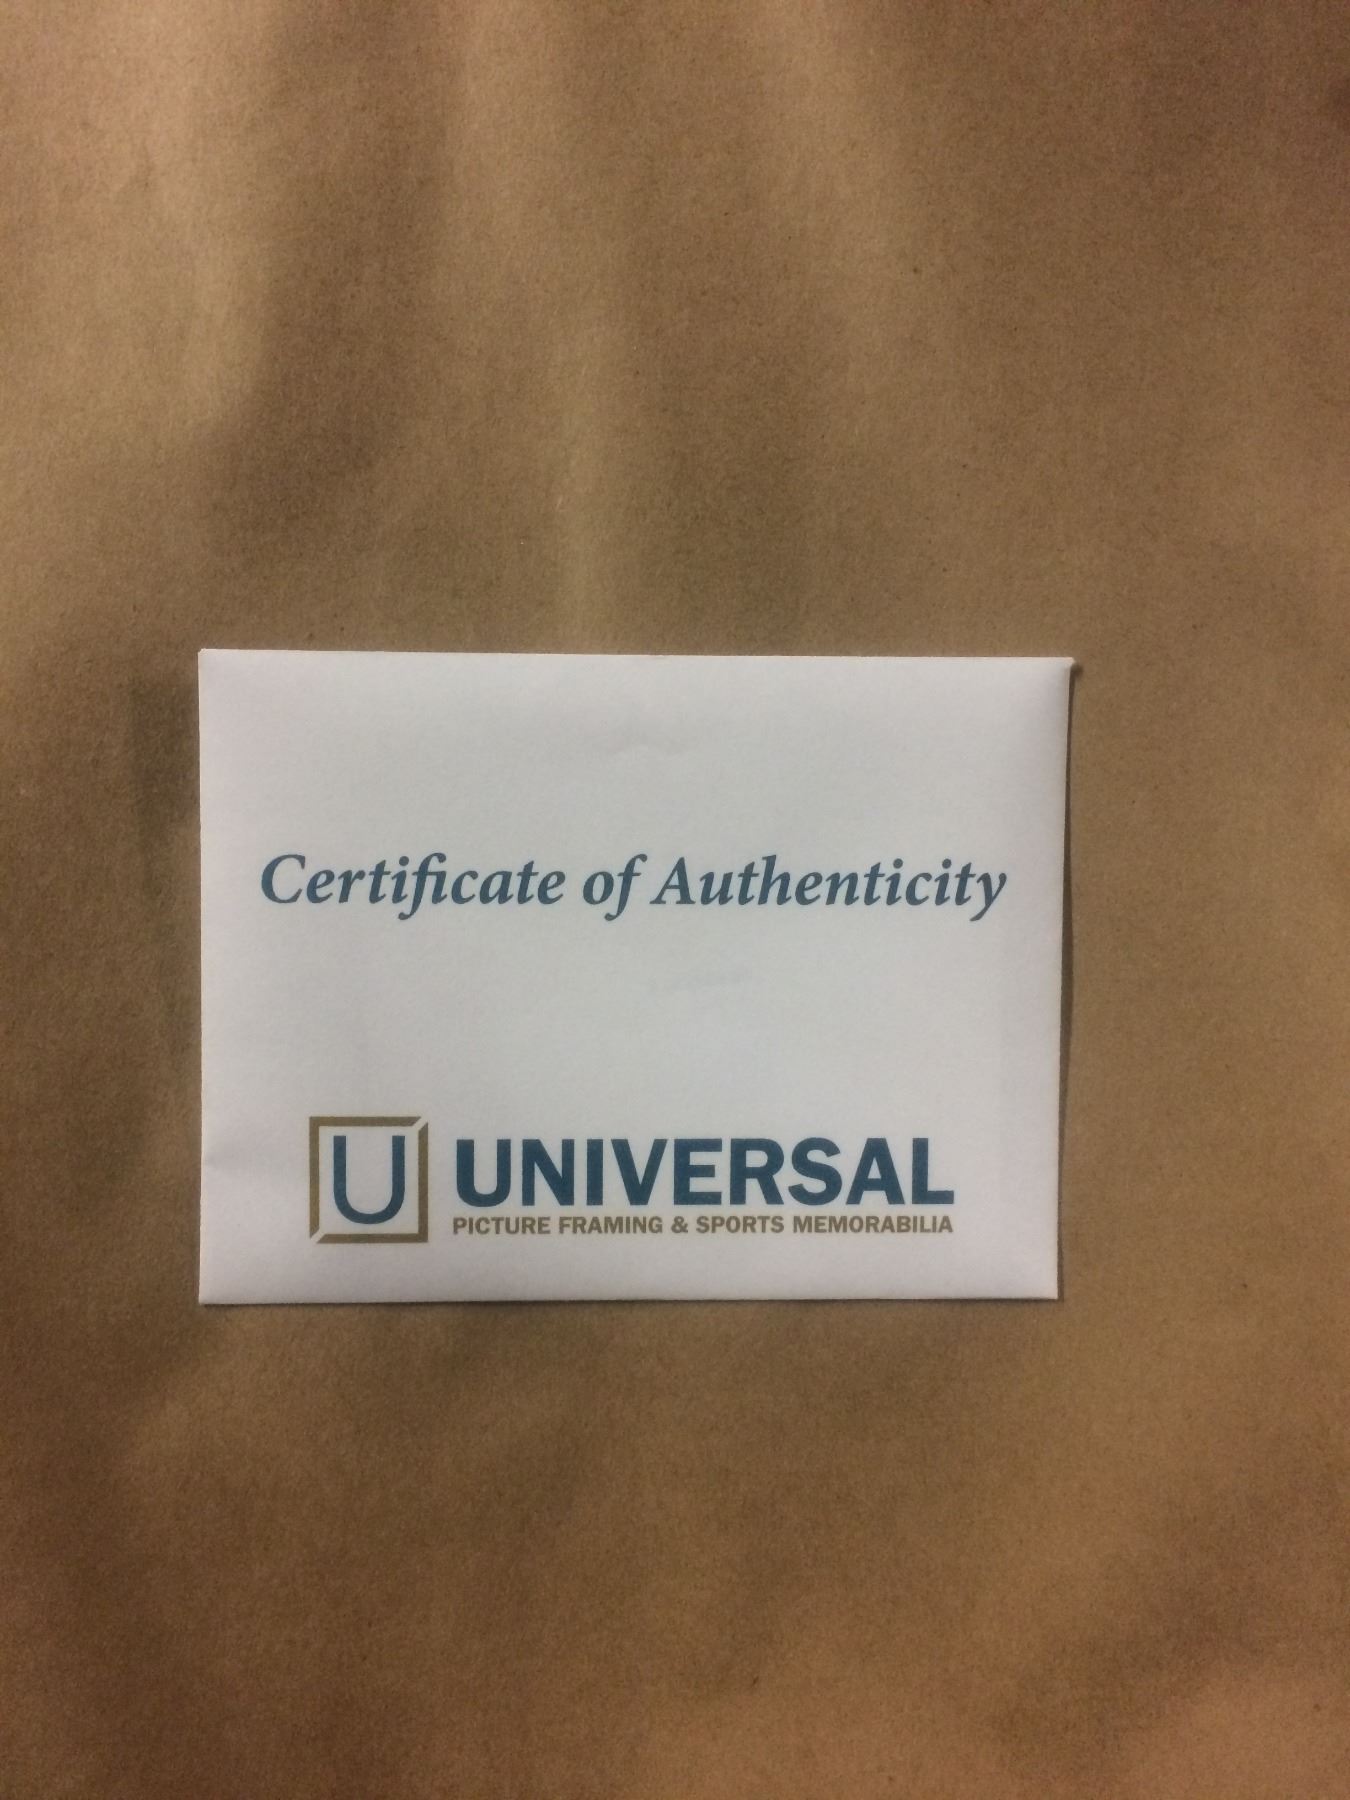 Certificate of Authenticity
U
UNIVERSAL
PICTURE FRAMING & SPORTS MEMORABILIA